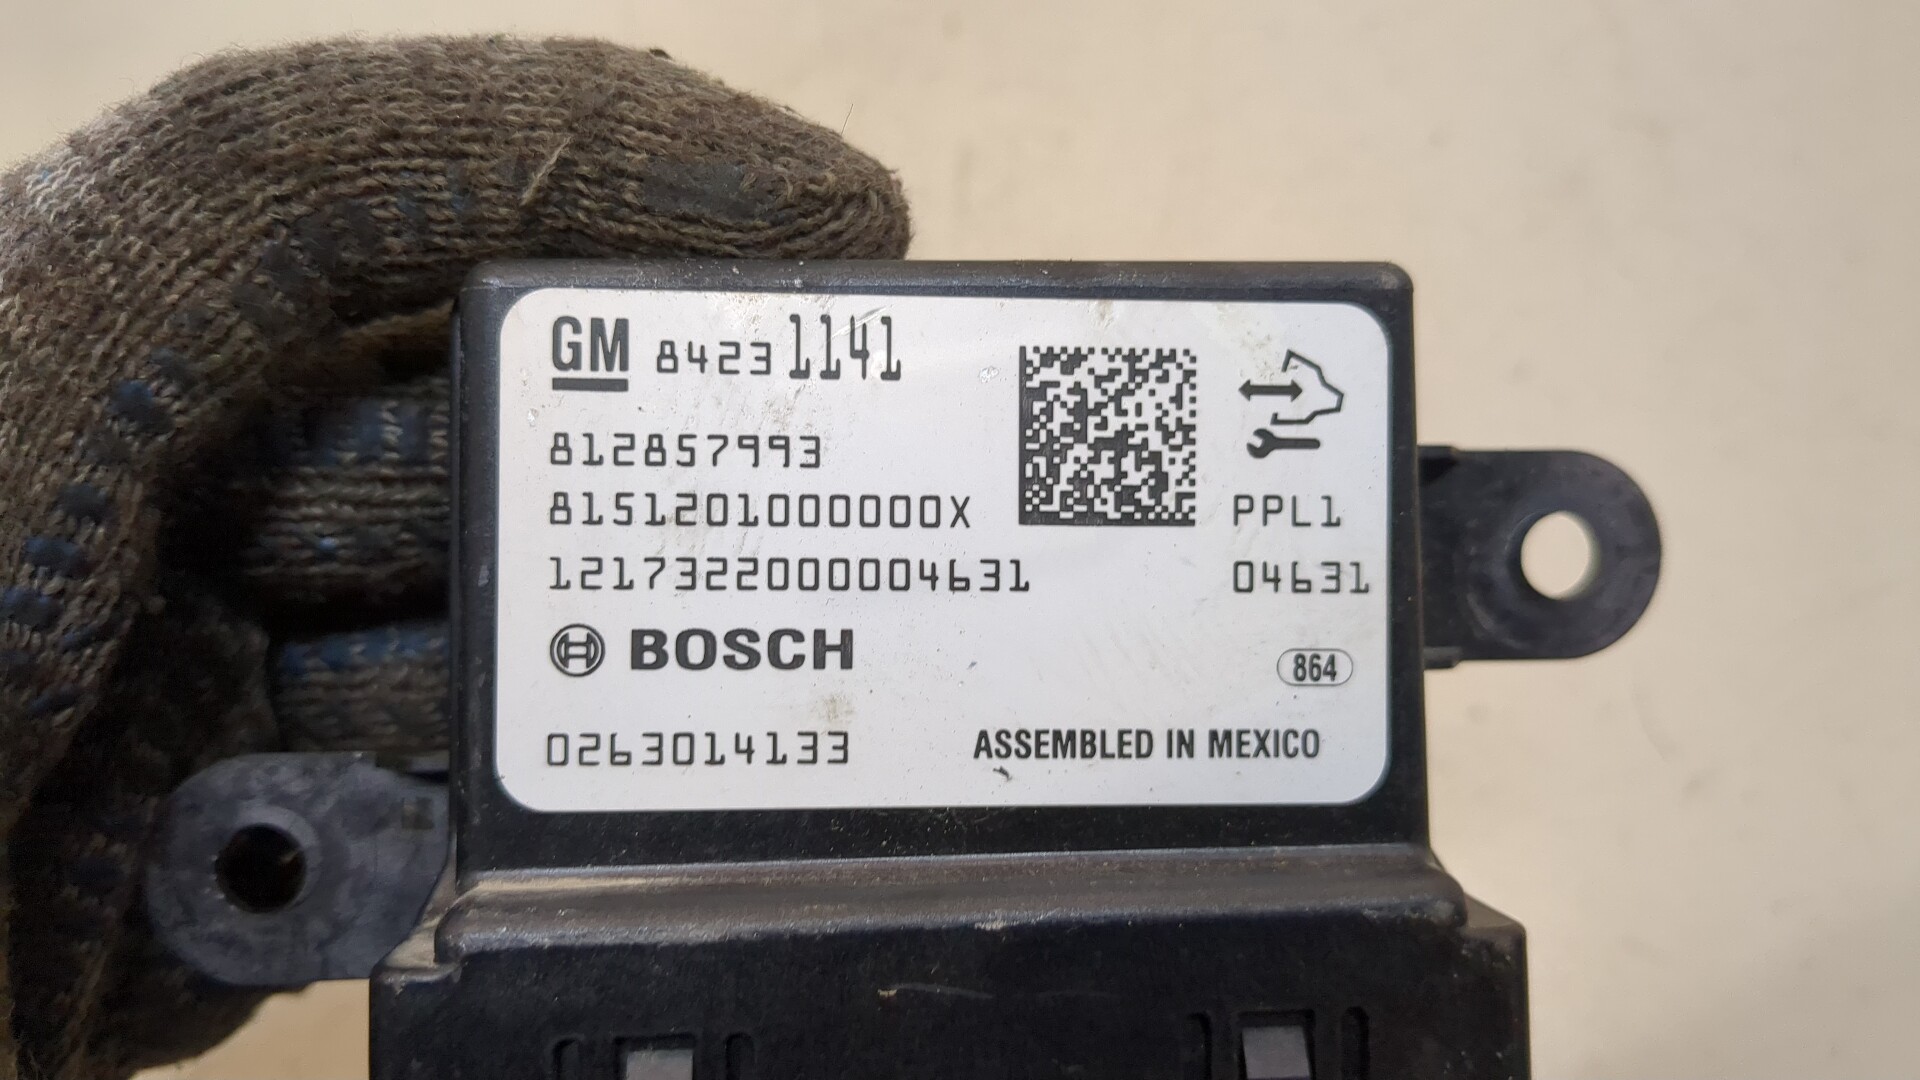 GM 84231141
812857993
8151201000000X
PPL1
1217322000004631
04631
BOSCH
864
0263014133
ASSEMBLED IN MEXICO